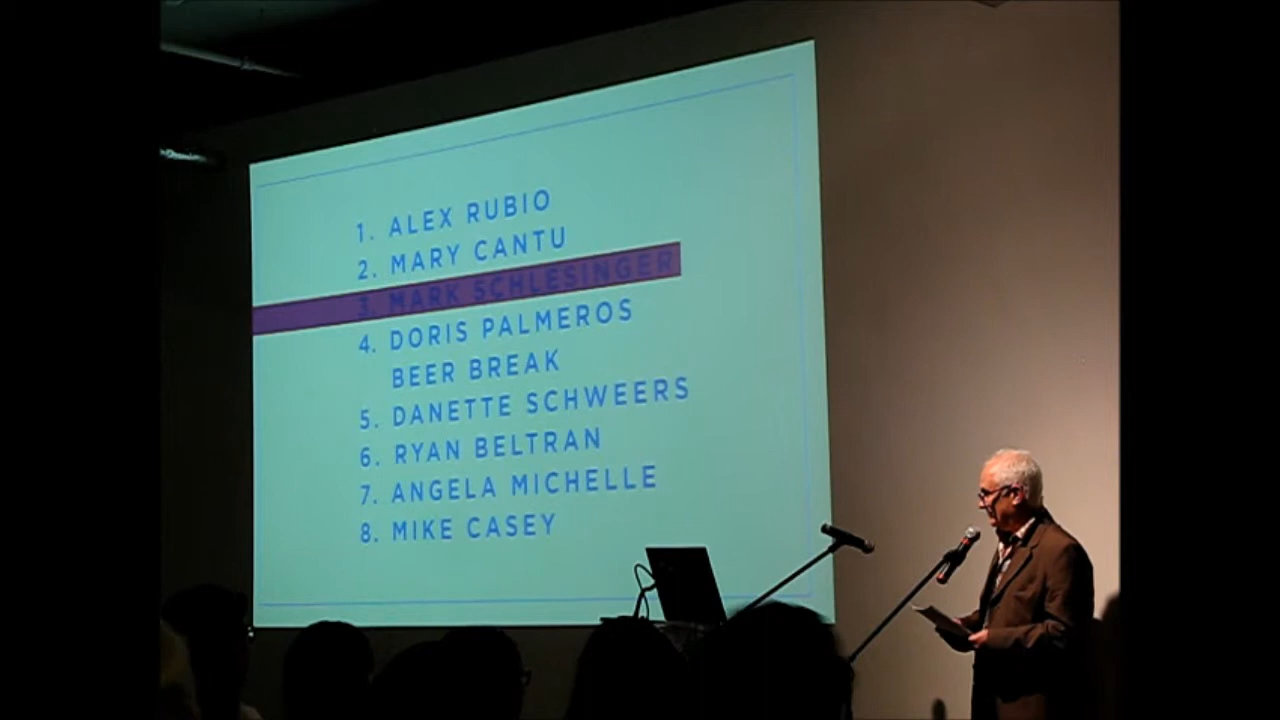 1. ALEX RUBIO
2. MARY CANTU
3. MARK SCHLESINGER
4. DORIS PALMEROS
BEER BREAK
5. DANETTE SCHWEERS
6. RYAN BELTRAN
7. ANGELA MICHELLE
8. MIKE CASEY